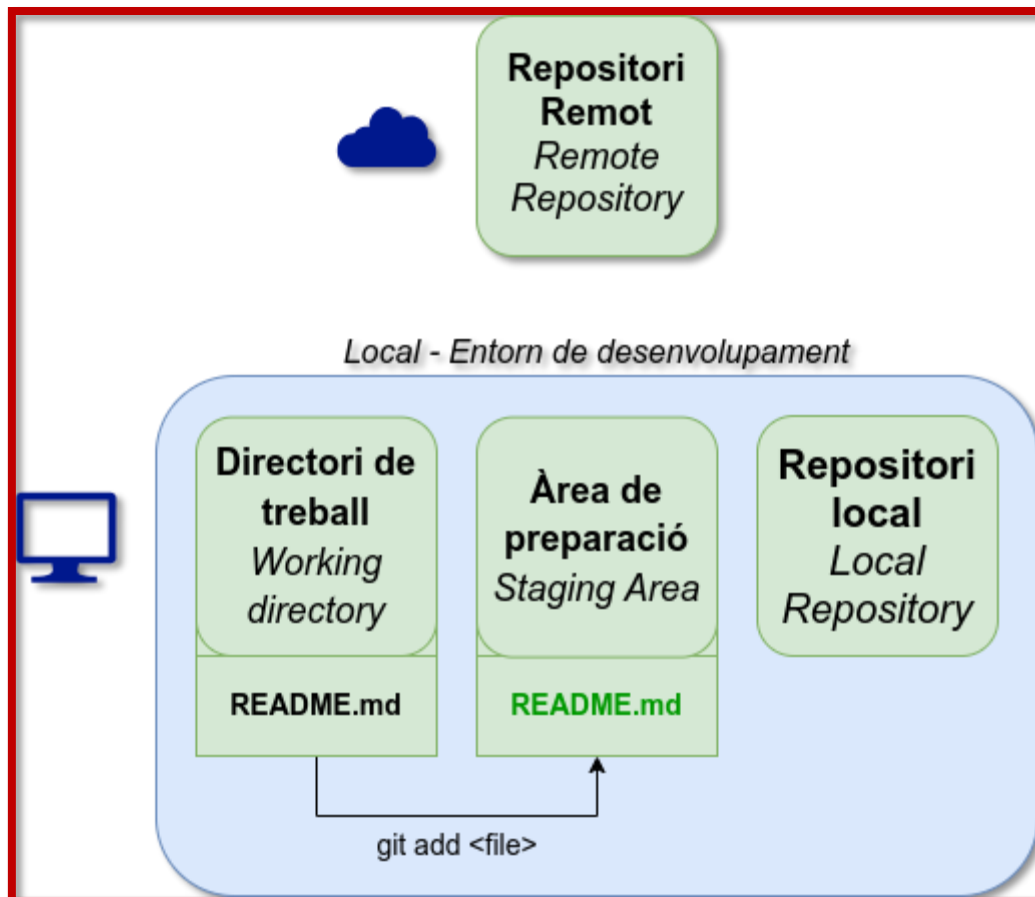 Repositori
Remot
Remote
Repository
Local - Entorn de desenvolupament
Directori de
treball
Working
directory
README.md
Àrea de
preparació
Staging Area
README.md
Repositori
local
Local
Repository
git add <file>